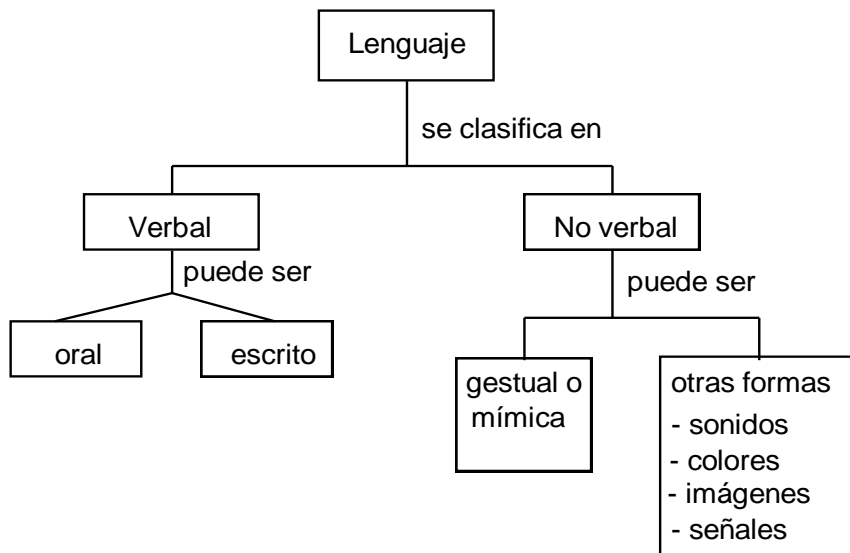 Lenguaje
se clasifica en
Verbal
No verbal
puede ser
puede ser
oral
escrito
gestual o
mímica
otras formas
- sonidos
- colores
- imágenes
- señales